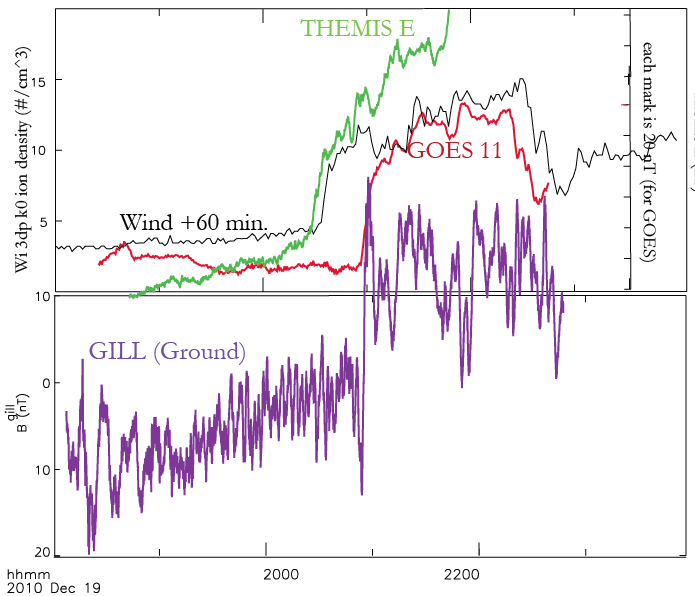 THEMIS E
Wi 3dp k0 ion density (#/cm^3)
15
10
5
GOES 11
Wind +60 min.
each mark is 20 nT (for GOES)
10
0
10
20
GILL (Ground)
gill
B (nT)
hhmm
2000
2200
2010 Dec 19